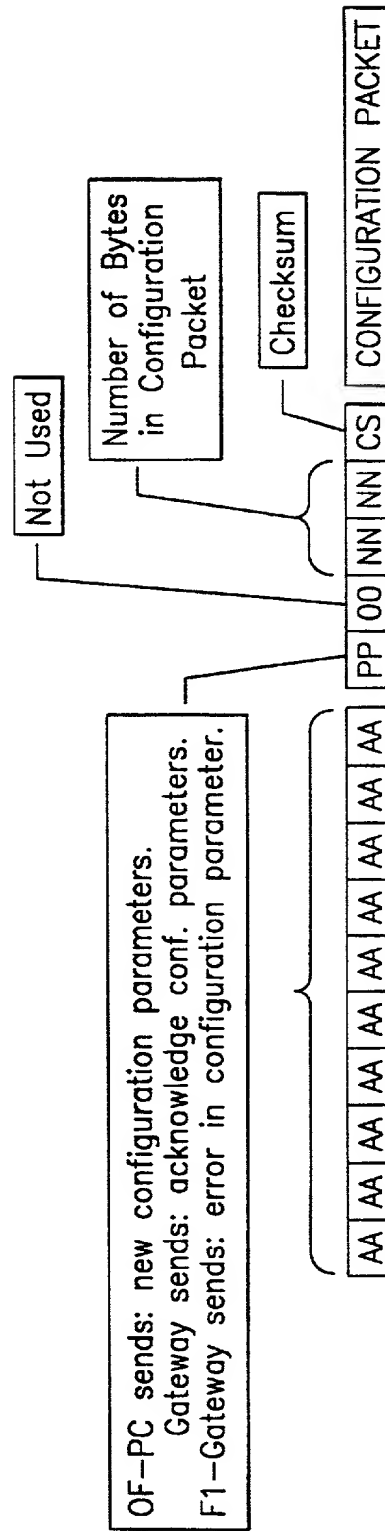 Not Used
Number of Bytes
in Configuration
Packet
Checksum
OF–PC sends: new configuration parameters.
Gateway sends: acknowledge conf. parameters.
F1–Gateway sends: error in configuration parameter.
AA AA AA AA AA AA AA AA AA AA PP 00 NN NN CS CONFIGURATION PACKET